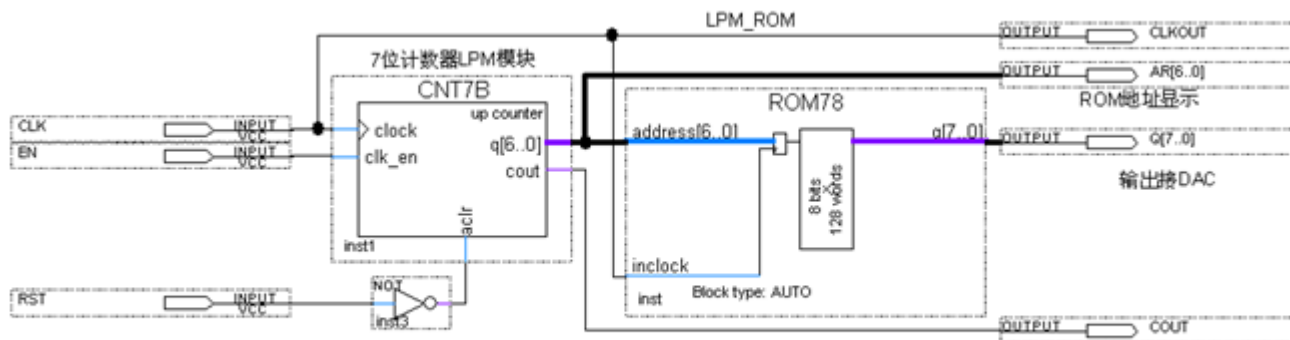 LPM_ROM
OUTPUT
CLKOUT
7位计数器LPM模块
OUTPUT
AR[6..0]
CNT7B
ROM78
ROM地址显示
up counter
CLK
INPUT
VCC
clock
q[6..0]
address[6..0]
q[7..0]
OUTPUT
Q[7..0]
EN
INPUT
VCC
clk_en
cout
8 bits
×
128 words
输出接DAC
aclr
inst1
inclock
NOT
inst
Block type: AUTO
RST
INPUT
VCC
inst3
OUTPUT
COUT